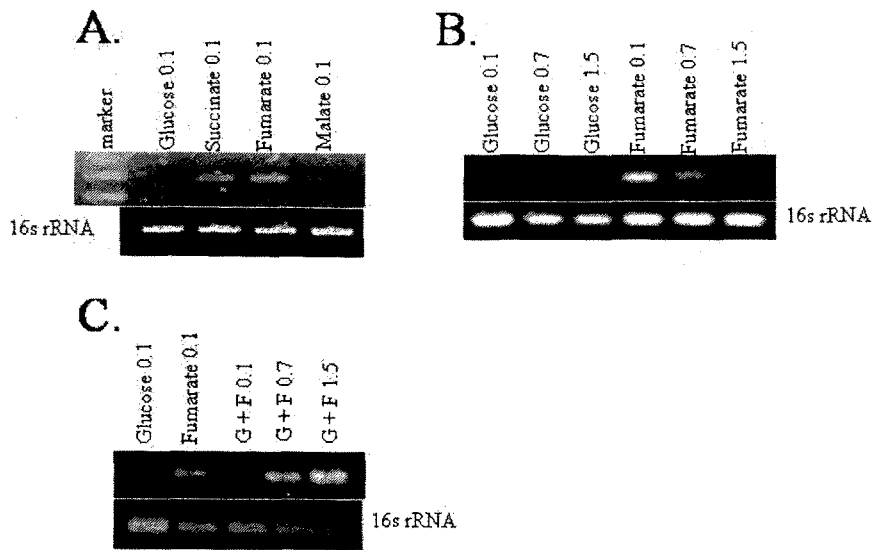 A.
marker
Glucose 0.1
Succinate 0.1
Fumarate 0.1
Malate 0.1
16s rRNA
B.
Glucose 0.1
Glucose 0.7
Glucose 1.5
Fumarate 0.1
Fumarate 0.7
Fumarate 1.5
16s rRNA
C.
Glucose 0.1
Fumarate 0.1
G + F 0.1
G + F 0.7
G + F 1.5
16s rRNA